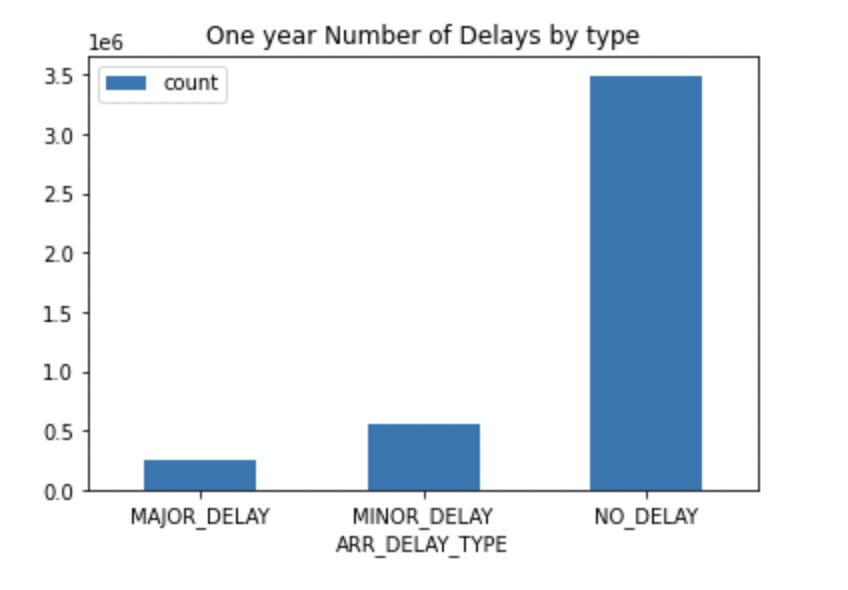 One year Number of Delays by type
1e6
count
3.5
3.0
2.5
2.0
1.5
1.0
0.5
0.0
MAJOR_DELAY MINOR_DELAY NO_DELAY
ARR_DELAY_TYPE